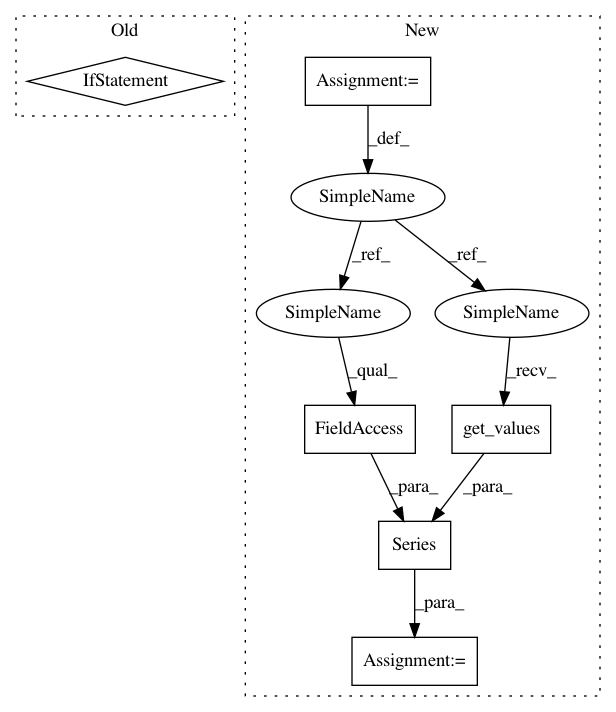 Old
New
IfStatement
Assignment:=
_def_
SimpleName
_ref_
_ref_
SimpleName
SimpleName
_qual_
_recv_
FieldAccess
get_values
_para_
_para_
Series
_para_
Assignment:=